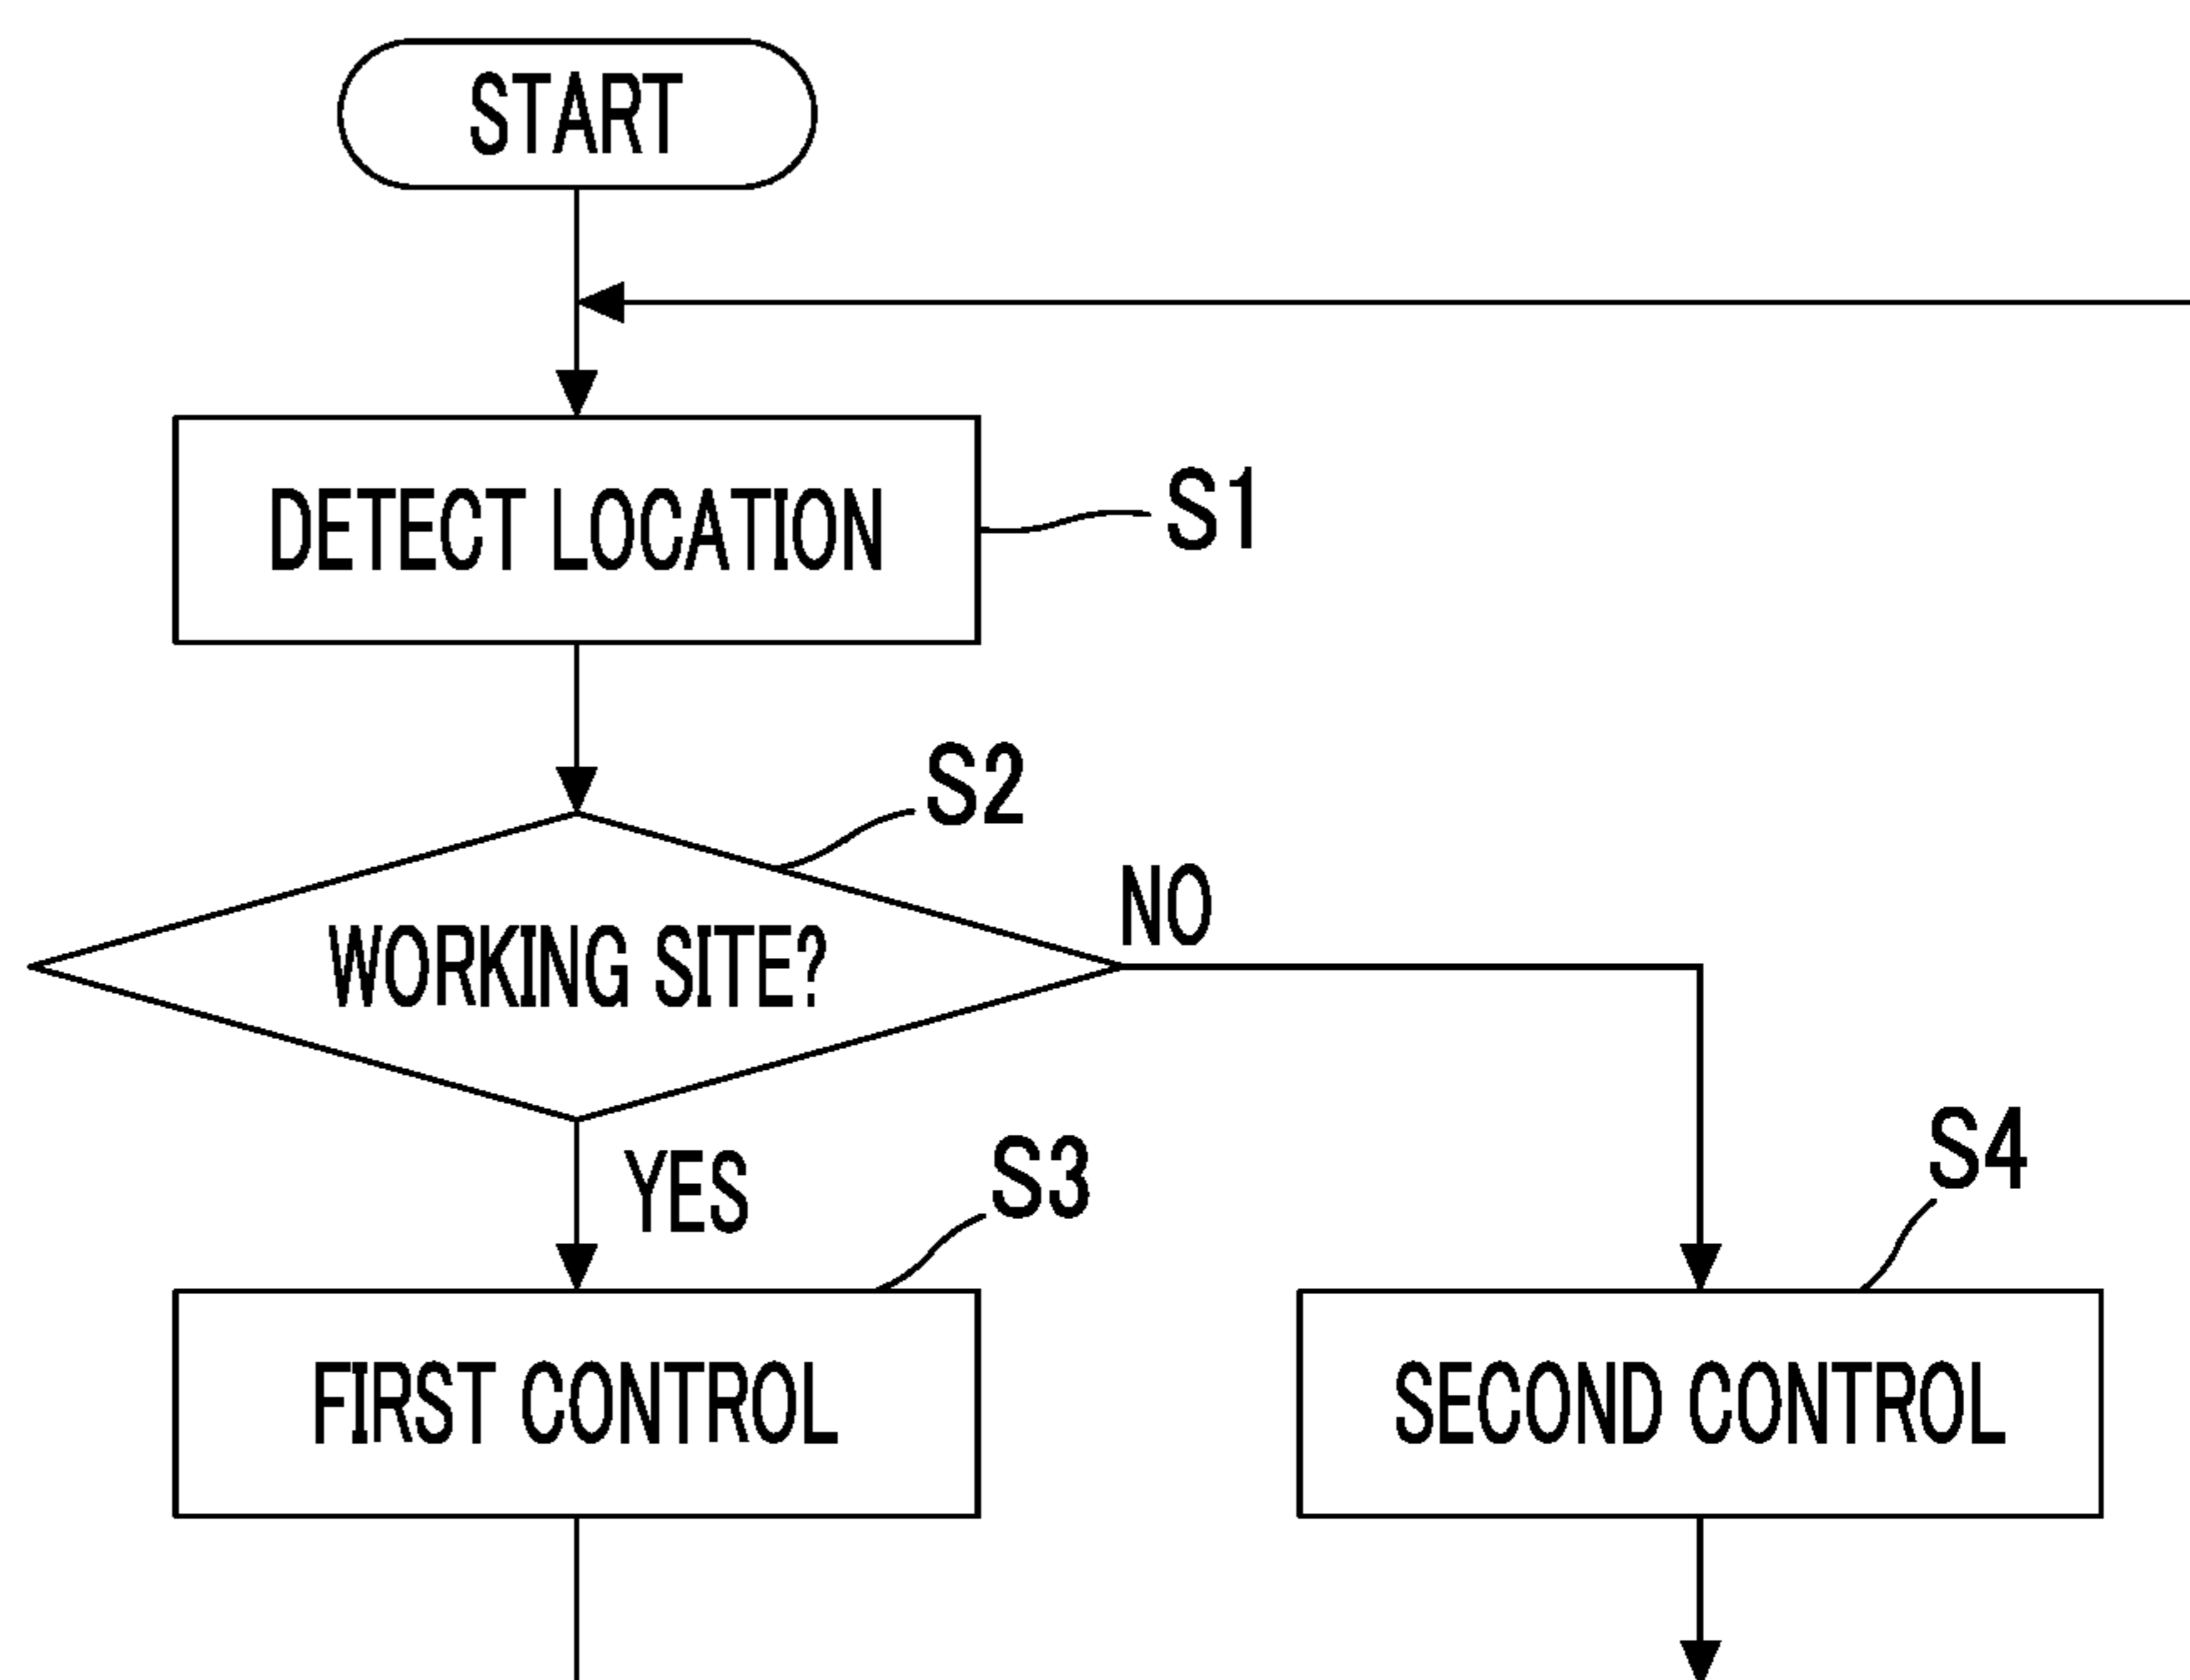 START
DETECT LOCATION
S1
S2
WORKING SITE?
NO
YES
S3
S4
FIRST CONTROL
SECOND CONTROL